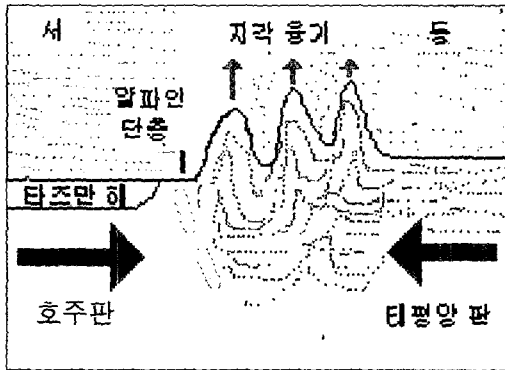 서 지각 융기 동
알파인
단층
타즈만 해
호주판 태평양 판